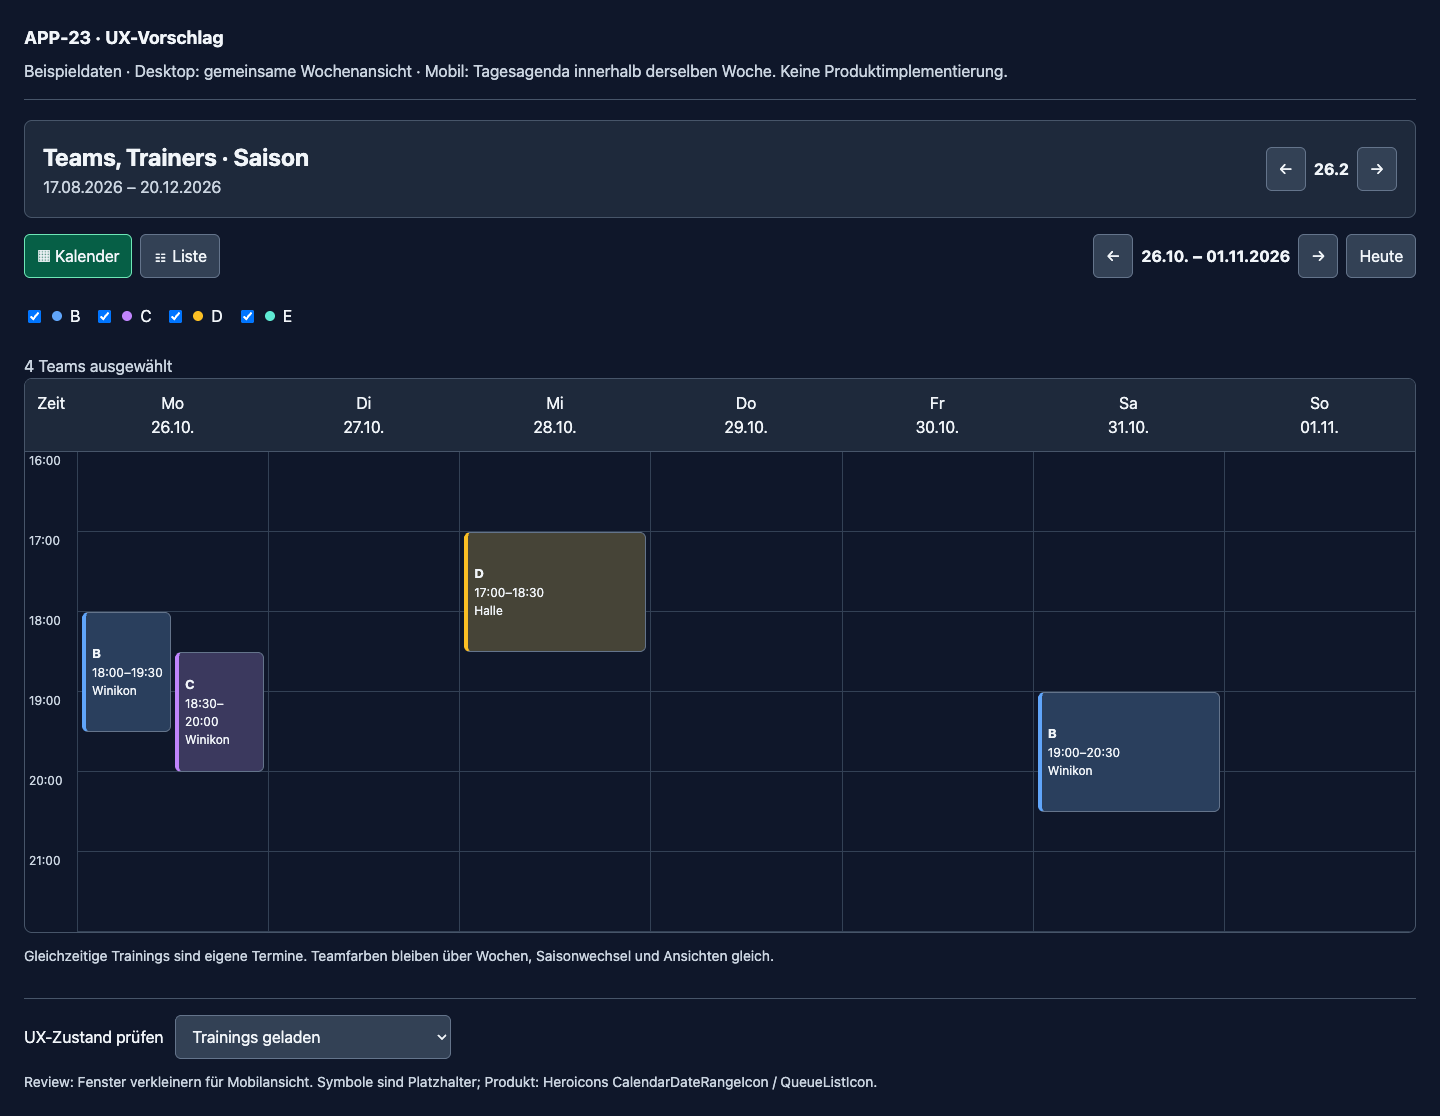 APP-23 · UX-Vorschlag
Beispieldaten · Desktop: gemeinsame Wochenansicht · Mobil: Tagesagenda innerhalb derselben Woche. Keine Produktimplementierung.
Teams, Trainers · Saison
17.08.2026 – 20.12.2026
← 26.2 →
Kalender
Liste
← 26.10. – 01.11.2026 → Heute
B C D E
4 Teams ausgewählt
Zeit Mo Di Mi Do Fr Sa So
26.10. 27.10. 28.10. 29.10. 30.10. 31.10. 01.11.
16:00
17:00
18:00
19:00
20:00
21:00
B
18:00–19:30
Winikon
C
18:30–
20:00
Winikon
D
17:00–18:30
Halle
B
19:00–20:30
Winikon
Gleichzeitige Trainings sind eigene Termine. Teamfarben bleiben über Wochen, Saisonwechsel und Ansichten gleich.
UX-Zustand prüfen Trainings geladen
Review: Fenster verkleinern für Mobilansicht. Symbole sind Platzhalter; Produkt: Heroicons CalendarDateRangeIcon / QueueListIcon.